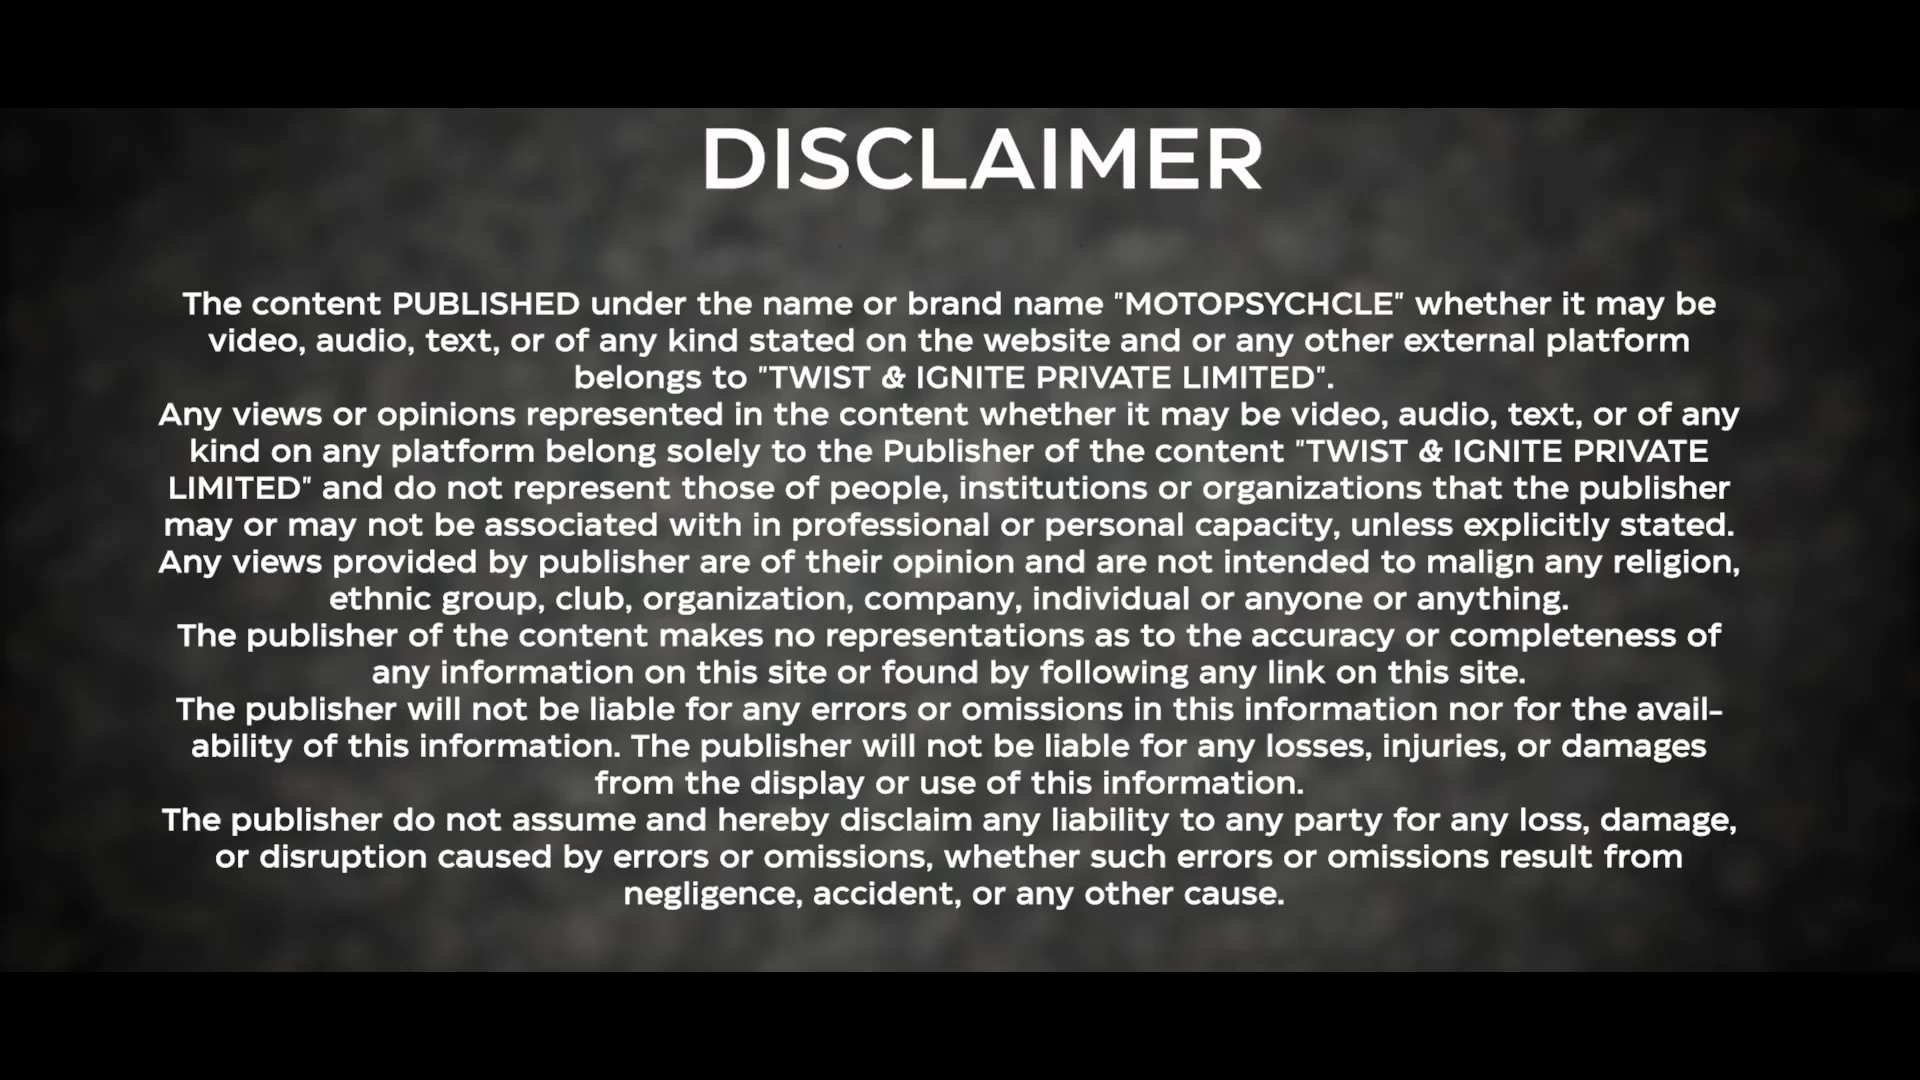 DISCLAIMER
The content PUBLISHED under the name or brand name "MOTOPSYCHCLE" whether it may be
video, audio, text, or of any kind stated on the website and or any other external platform
belongs to "TWIST & IGNITE PRIVATE LIMITED".
Any views or opinions represented in the content whether it may be video, audio, text, or of any
kind on any platform belong solely to the Publisher of the content "TWIST & IGNITE PRIVATE
LIMITED" and do not represent those of people, institutions or organizations that the publisher
may or may not be associated with in professional or personal capacity, unless explicitly stated.
Any views provided by publisher are of their opinion and are not intended to malign any religion,
ethnic group, club, organization, company, individual or anyone or anything.
The publisher of the content makes no representations as to the accuracy or completeness of
any information on this site or found by following any link on this site.
The publisher will not be liable for any errors or omissions in this information nor for the avail-
ability of this information. The publisher will not be liable for any losses, injuries, or damages
from the display or use of this information.
The publisher do not assume and hereby disclaim any liability to any party for any loss, damage,
or disruption caused by errors or omissions, whether such errors or omissions result from
negligence, accident, or any other cause.